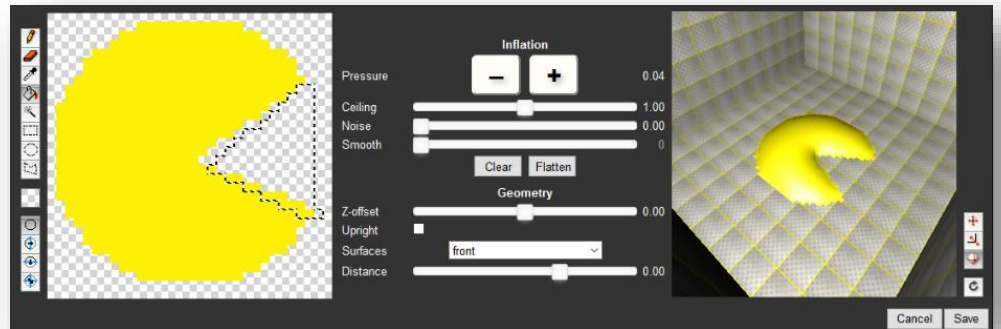 Inflation
Pressure − + 0.04
Ceiling 1.00
Noise 0.00
Smooth 0
Clear Flatten
Geometry
Z-offset 0.00
Upright
Surfaces front
Distance 0.00
Cancel Save